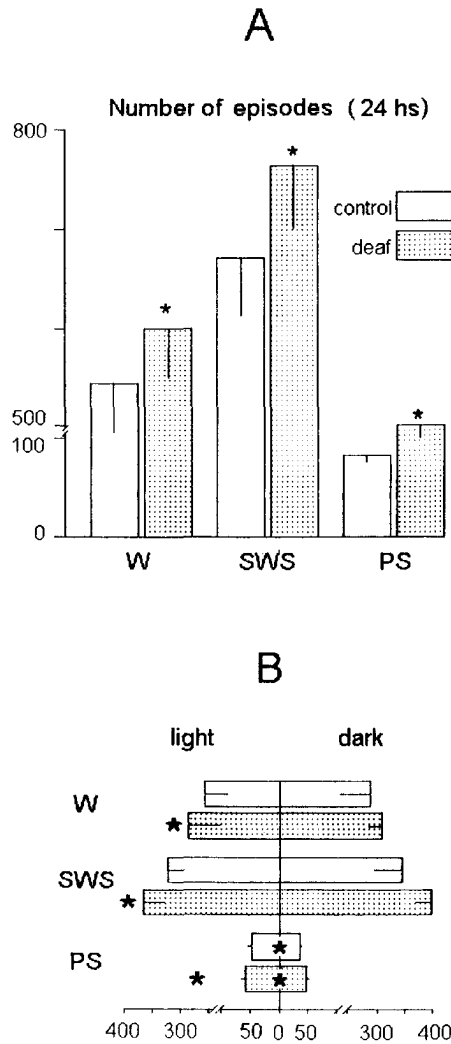 A
Number of episodes (24 hs)
800
control
deaf
*
*
500
*
100
0
W SWS PS
B
light dark
W
*
SWS
*
PS
*
* *
400 300 50 0 50 300 400